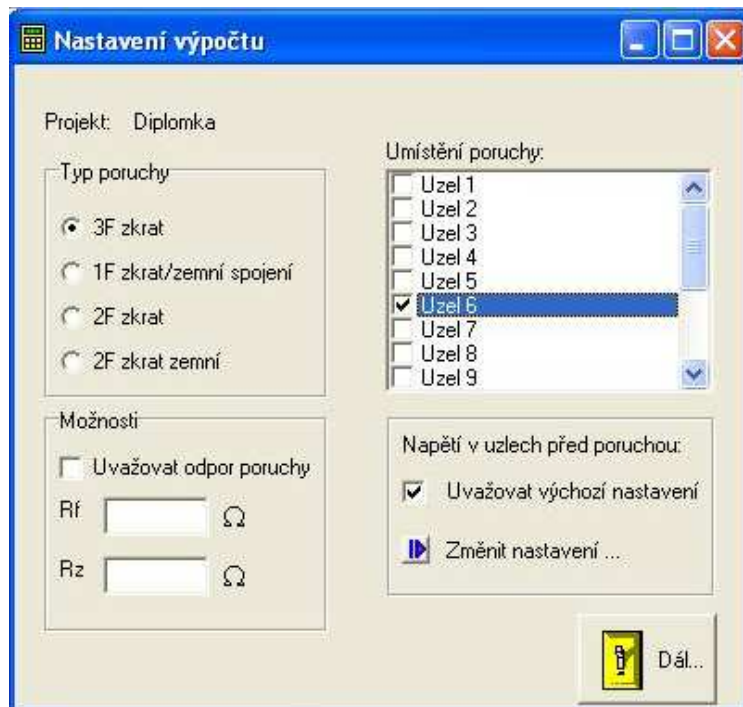 Nastavení výpočtu
Projekt: Diplomka
Typ poruchy
3F zkrat
1F zkrat/zemní spojení
2F zkrat
2F zkrat zemní
Umístění poruchy:
Uzel 1
Uzel 2
Uzel 3
Uzel 4
Uzel 5
Uzel 6
Uzel 7
Uzel 8
Uzel 9
Možnosti
Uvažovat odpor poruchy
Rf Ω
Rz Ω
Napětí v uzlech před poruchou:
Uvažovat výchozí nastavení
Změnit nastavení ...
Dál...